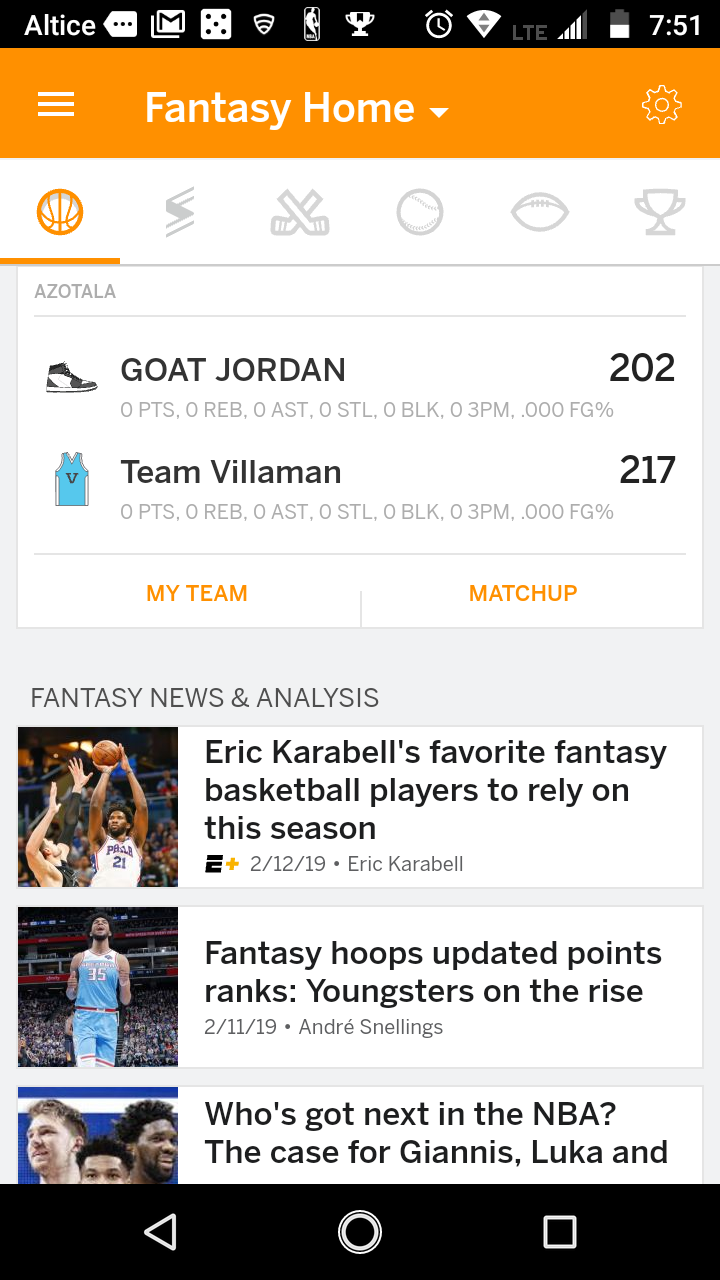 Altice 7:51
LTE
Fantasy Home
AZOTALA
GOAT JORDAN 202
0 PTS, 0 REB, 0 AST, 0 STL, 0 BLK, 0 3PM, .000 FG%
V
Team Villaman 217
0 PTS, 0 REB, 0 AST, 0 STL, 0 BLK, 0 3PM, .000 FG%
MY TEAM MATCHUP
FANTASY NEWS & ANALYSIS
Eric Karabell's favorite fantasy
basketball players to rely on
this season
E+ 2/12/19 • Eric Karabell
PHILA
21
Fantasy hoops updated points
ranks: Youngsters on the rise
2/11/19 • André Snellings
35
Who's got next in the NBA?
The case for Giannis, Luka and